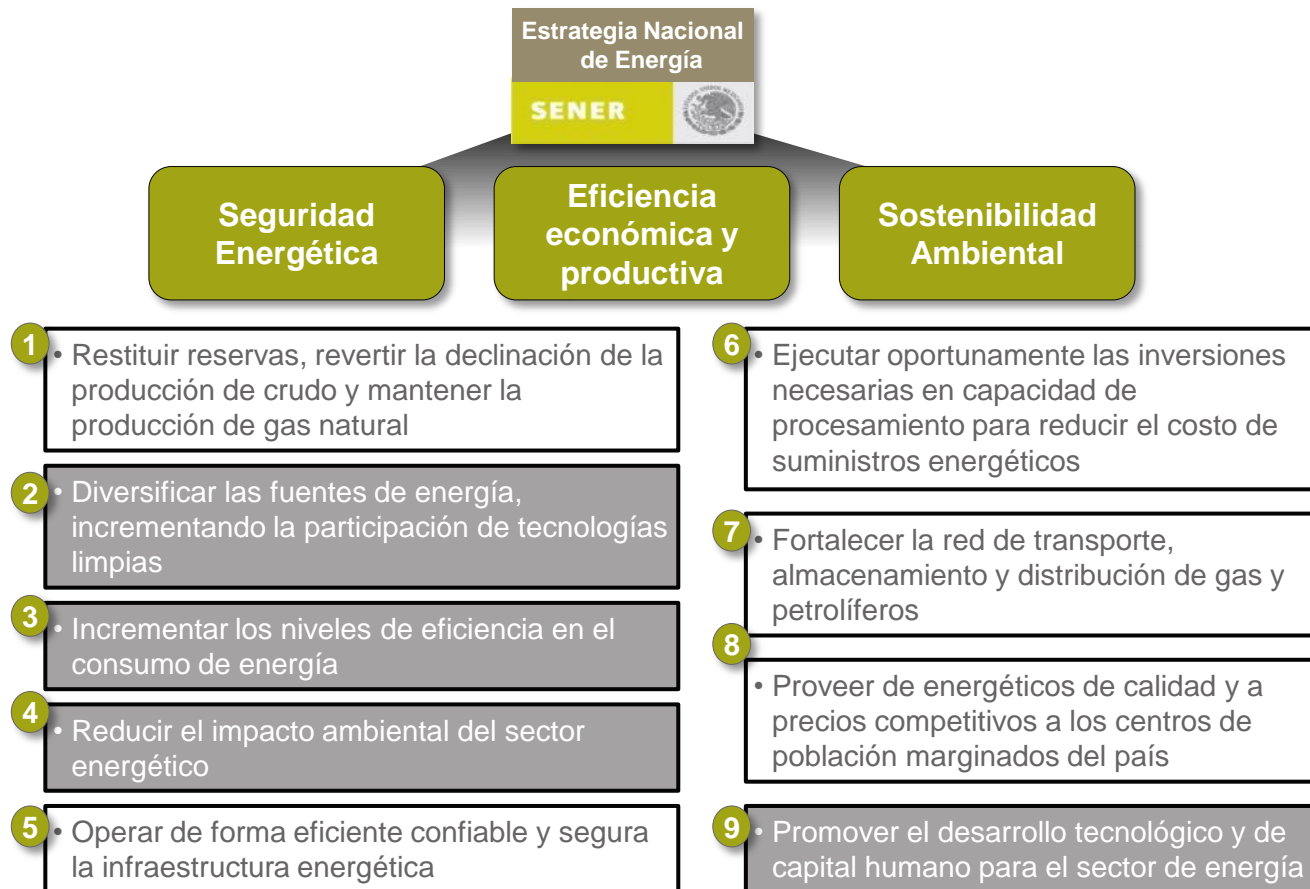 Estrategia Nacional
de Energía
SENER
Seguridad
Energética
Eficiencia
económica y
productiva
Sostenibilidad
Ambiental
1
• Restituir reservas, revertir la declinación de la
producción de crudo y mantener la
producción de gas natural
2
• Diversificar las fuentes de energía,
incrementando la participación de tecnologías
limpias
3
• Incrementar los niveles de eficiencia en el
consumo de energía
4
• Reducir el impacto ambiental del sector
energético
5
• Operar de forma eficiente confiable y segura
la infraestructura energética
6
• Ejecutar oportunamente las inversiones
necesarias en capacidad de
procesamiento para reducir el costo de
suministros energéticos
7
• Fortalecer la red de transporte,
almacenamiento y distribución de gas y
petrolíferos
8
• Proveer de energéticos de calidad y a
precios competitivos a los centros de
población marginados del país
9
• Promover el desarrollo tecnológico y de
capital humano para el sector de energía